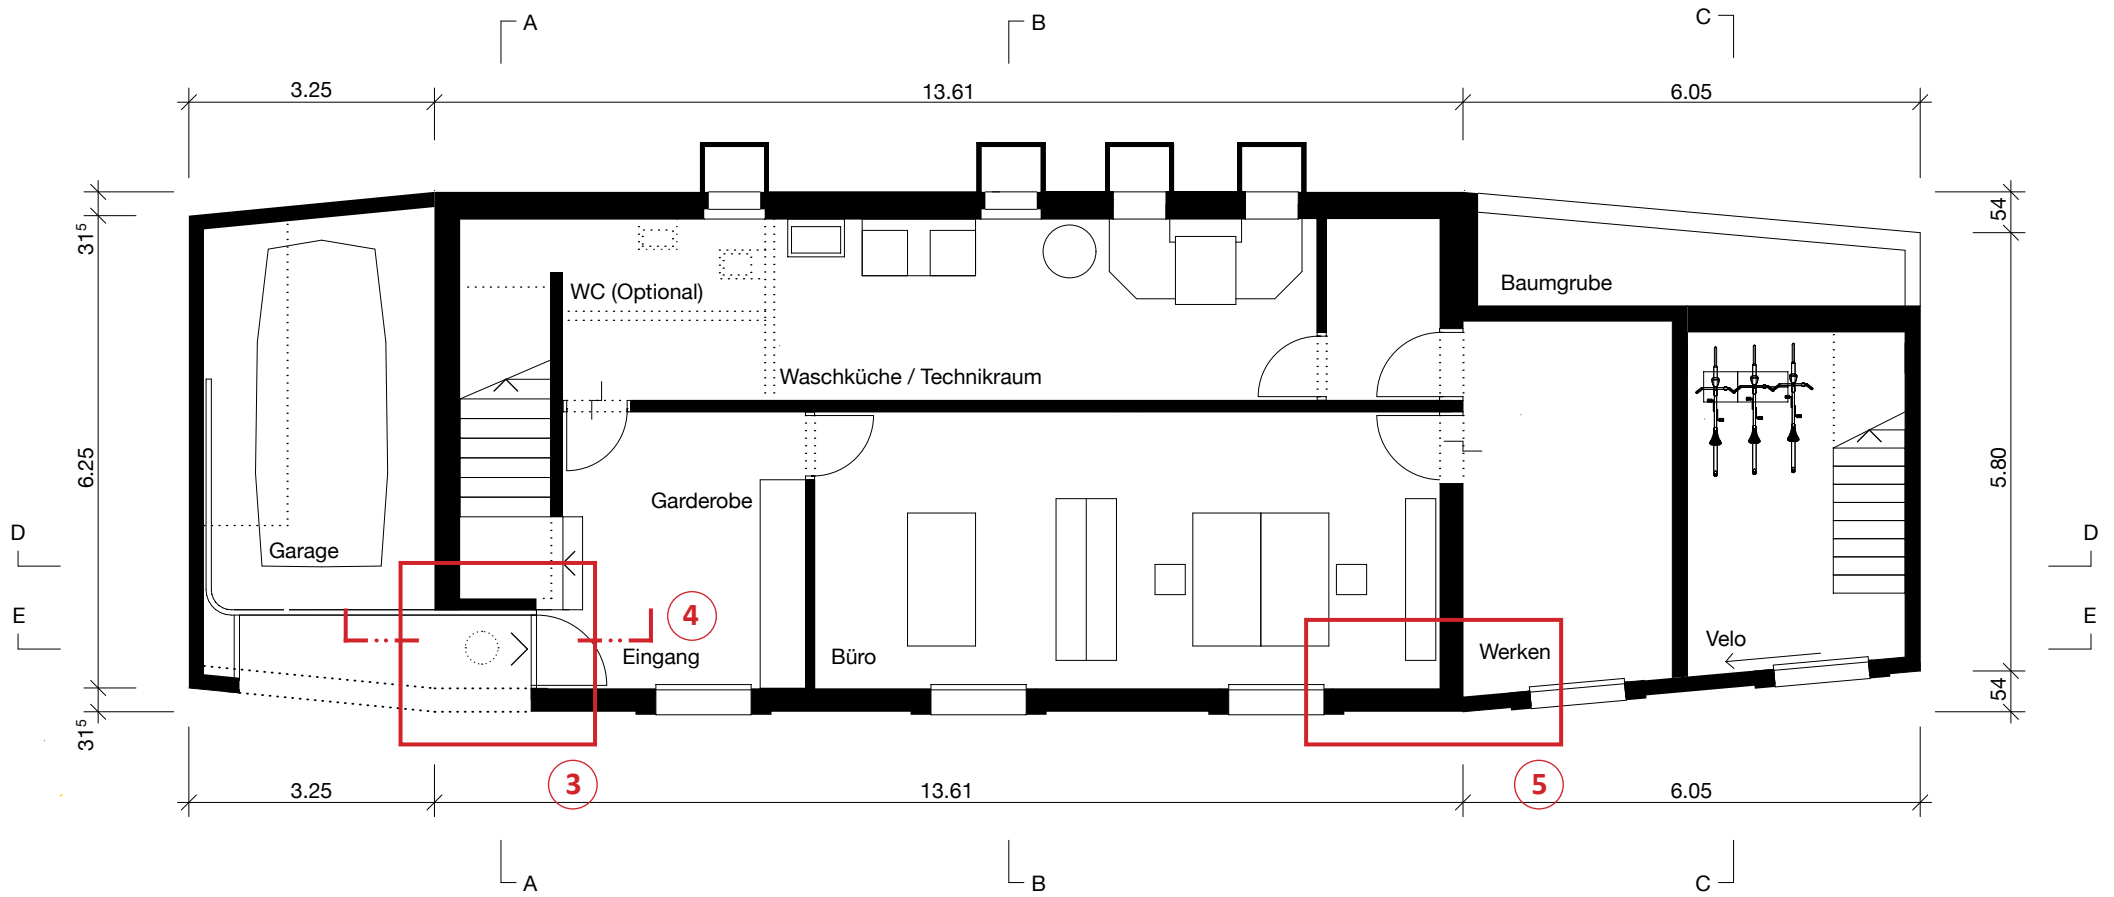 A
B
C
3.25
13.61
6.05
31⁵
54
Baumgrube
WC (Optional)
Waschküche / Technikraum
6.25
5.80
Garderobe
D
Garage
D
E
4
E
Eingang
Büro
Werken
Velo
54
31⁵
3
5
3.25
13.61
6.05
A
B
C